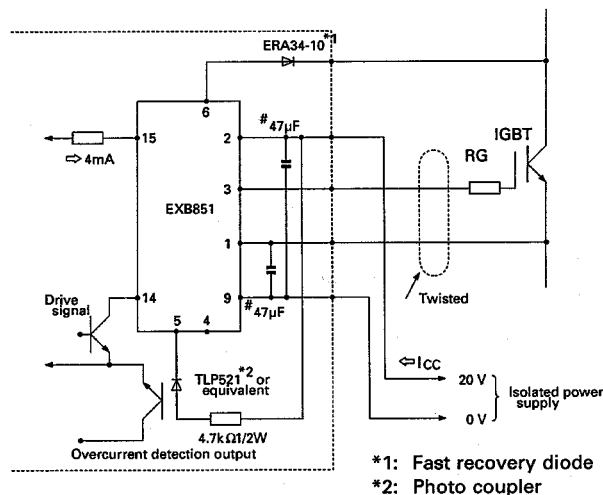 ERA34-10*1
6
15
2
#47µF
⇨4mA
IGBT
RG
3
EXB851
1
Drive signal
14
9
#47µF
Twisted
5
4
⇦ICC
TLP521*2 or equivalent
20 V
Isolated power supply
0 V
4.7kΩ1/2W
Overcurrent detection output
*1: Fast recovery diode
*2: Photo coupler